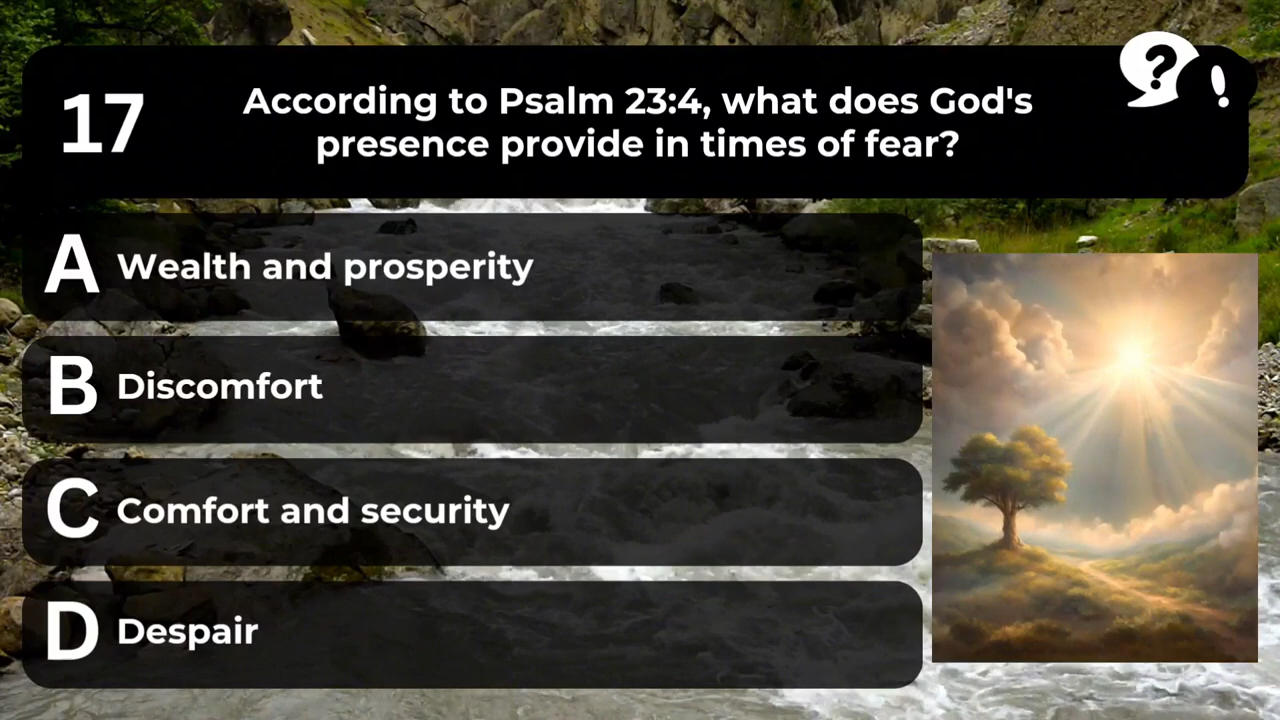 17
According to Psalm 23:4, what does God's
presence provide in times of fear?
? !
A Wealth and prosperity
B Discomfort
C Comfort and security
D Despair